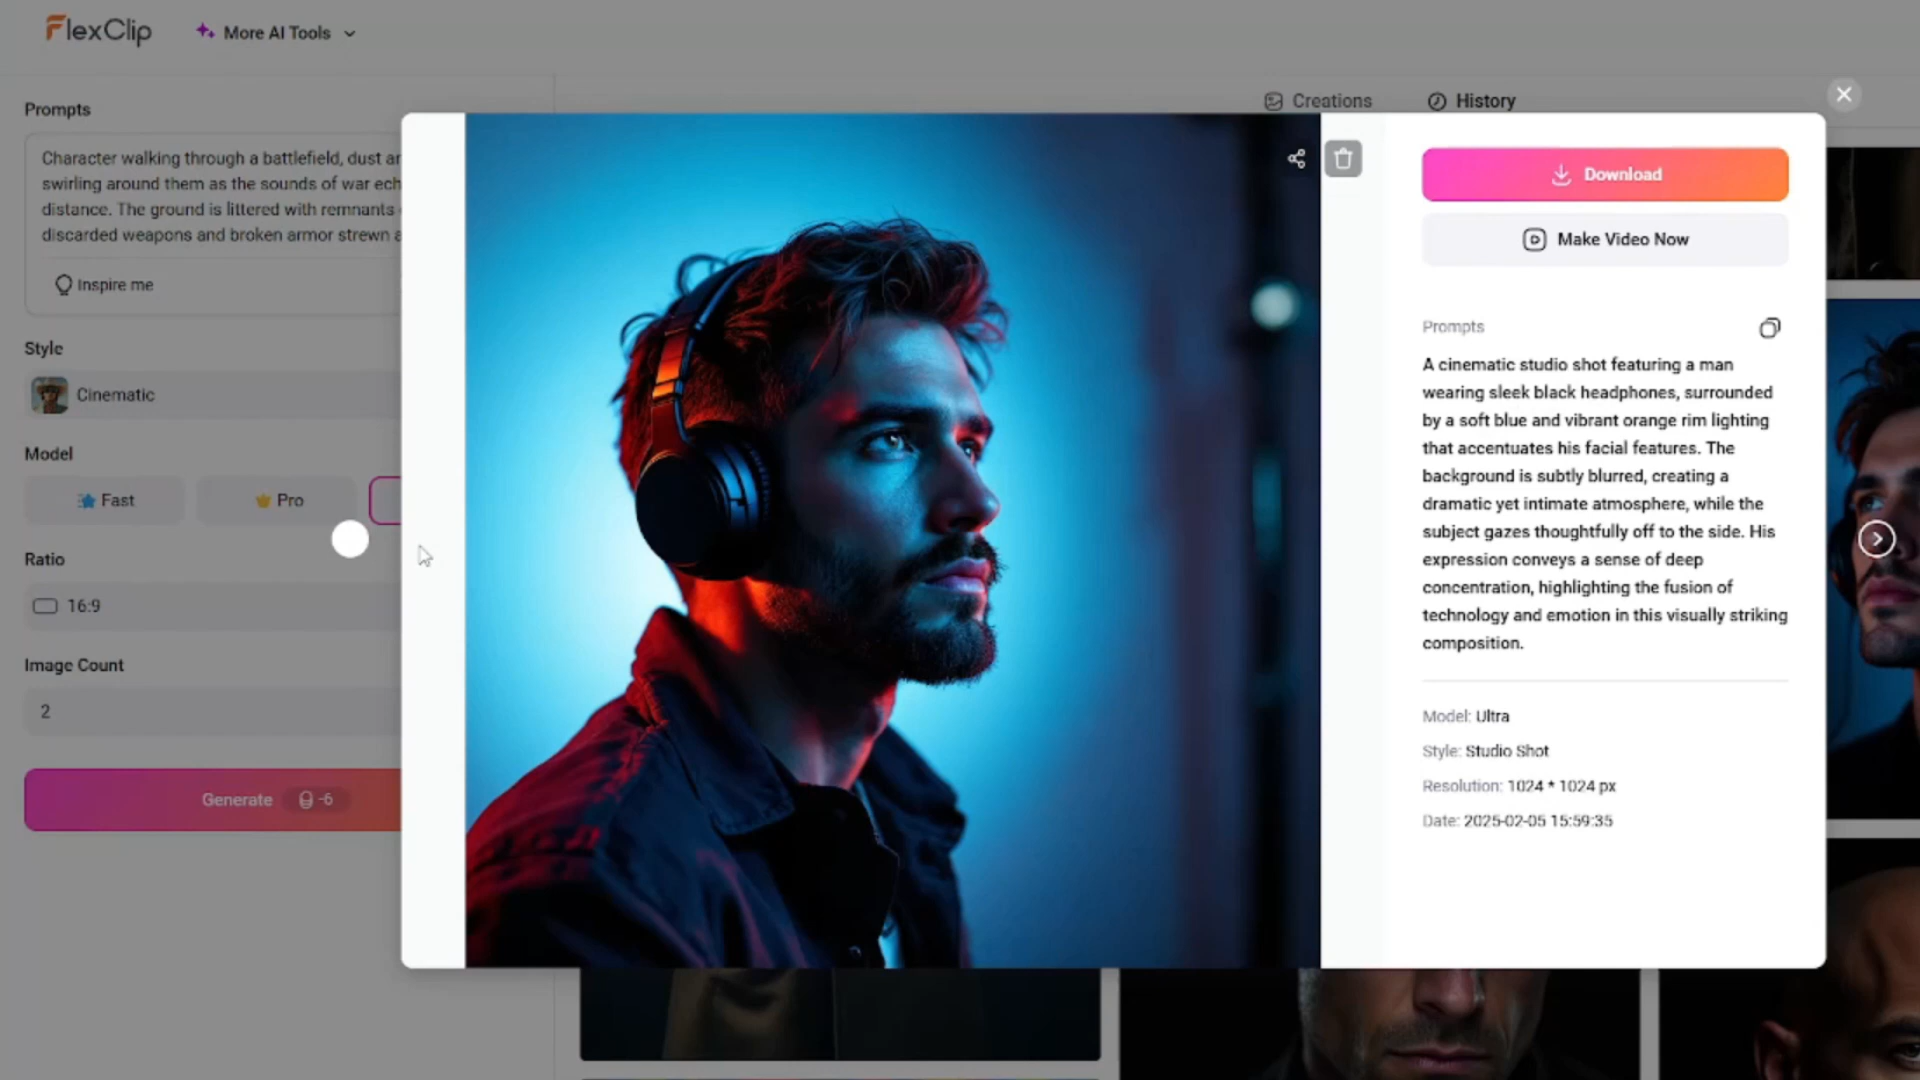 FlexClip
More AI Tools
Creations
History
Prompts
Character walking through a battlefield, dust
swirling around them as the sounds of war
distance. The ground is littered with remnants
discarded weapons and broken armor strewn
Inspire me
Style
Cinematic
Model
Fast
Pro
Ratio
16:9
Image Count
2
Generate
-6
Download
Make Video Now
Prompts
A cinematic studio shot featuring a man
wearing sleek black headphones, surrounded
by a soft blue and vibrant orange rim lighting
that accentuates his facial features. The
background is subtly blurred, creating a
dramatic yet intimate atmosphere, while the
subject gazes thoughtfully off to the side. His
expression conveys a sense of deep
concentration, highlighting the fusion of
technology and emotion in this visually striking
composition.
Model: Ultra
Style: Studio Shot
Resolution: 1024 * 1024 px
Date: 2025-02-05 15:59:35